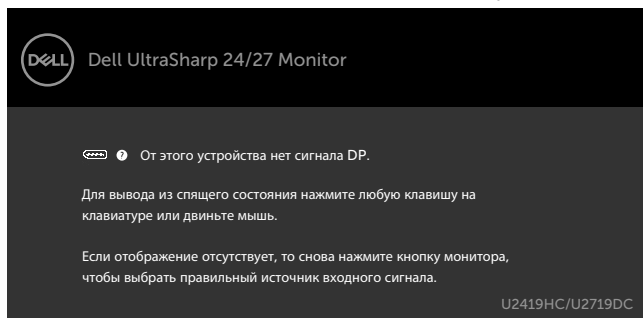 DELL Dell UltraSharp 24/27 Monitor
? От этого устройства нет сигнала DP.
Для вывода из спящего состояния нажмите любую клавишу на
клавиатуре или двиньте мышь.
Если отображение отсутствует, то снова нажмите кнопку монитора,
чтобы выбрать правильный источник входного сигнала.
U2419HC/U2719DC